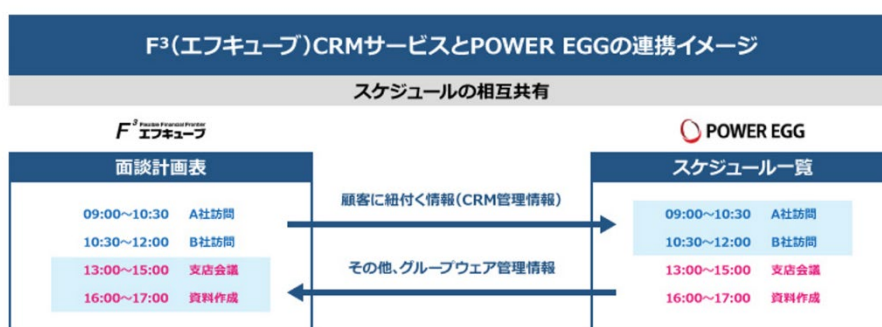 F³(エフキューブ)CRMサービスとPOWER EGGの連携イメージ
スケジュールの相互共有
F³ Flexible Financial Frontier
エフキューブ
POWER EGG
面談計画表
スケジュール一覧
09:00〜10:30 A社訪問
10:30〜12:00 B社訪問
13:00〜15:00 支店会議
16:00〜17:00 資料作成
顧客に紐付く情報(CRM管理情報)
その他、グループウェア管理情報
09:00〜10:30 A社訪問
10:30〜12:00 B社訪問
13:00〜15:00 支店会議
16:00〜17:00 資料作成